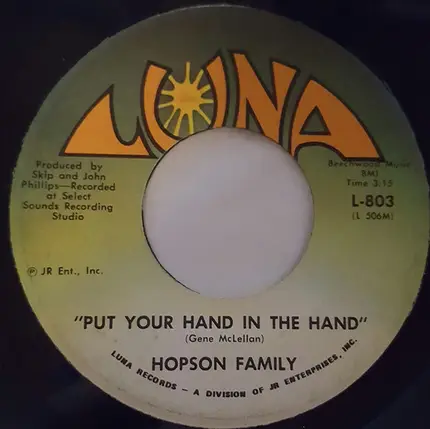 LUNA
Produced by
Skip and John
Phillips—Recorded
at Select
Sounds Recording
Studio
Beechwood Music
BMI
Time 3:15
L-803
(L 506M)
℗ JR Ent., Inc.
"PUT YOUR HAND IN THE HAND"
(Gene McLellan)
HOPSON FAMILY
LUNA RECORDS — A DIVISION OF JR ENTERPRISES, INC.